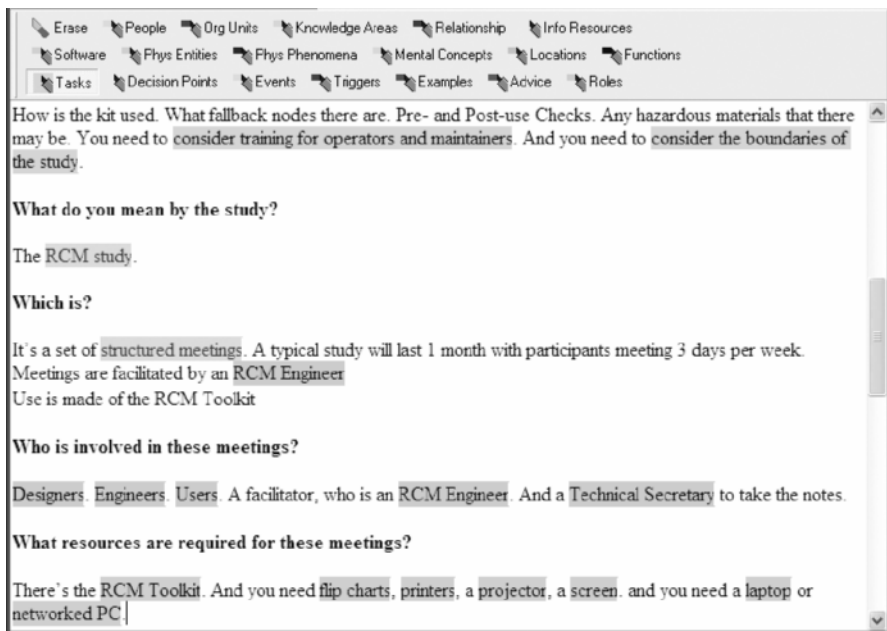 Erase People Org Units Knowledge Areas Relationship Info Resources
Software Phys Entities Phys Phenomena Mental Concepts Locations Functions
Tasks Decision Points Events Triggers Examples Advice Roles
How is the kit used. What fallback nodes there are. Pre- and Post-use Checks. Any hazardous materials that there
may be. You need to consider training for operators and maintainers. And you need to consider the boundaries of
the study.
What do you mean by the study?
The RCM study.
Which is?
It's a set of structured meetings. A typical study will last 1 month with participants meeting 3 days per week.
Meetings are facilitated by an RCM Engineer
Use is made of the RCM Toolkit
Who is involved in these meetings?
Designers. Engineers. Users. A facilitator, who is an RCM Engineer. And a Technical Secretary to take the notes.
What resources are required for these meetings?
There's the RCM Toolkit. And you need flip charts, printers, a projector, a screen. and you need a laptop or
networked PC.